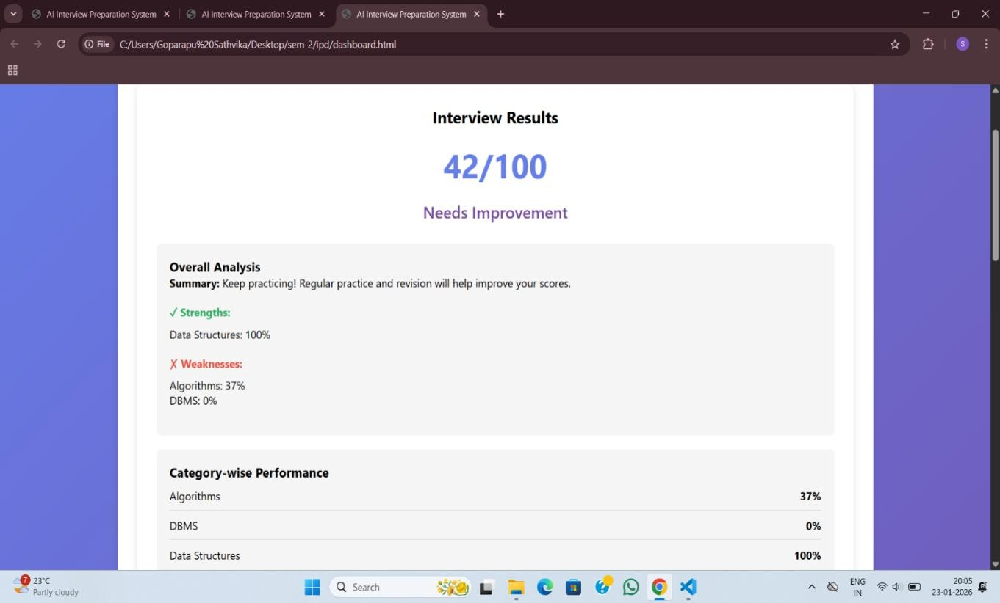 AI Interview Preparation System
AI Interview Preparation System
AI Interview Preparation System
File
C:/Users/Goparapu%20Sathvika/Desktop/sem-2/ipd/dashboard.html
S
Interview Results
42/100
Needs Improvement
Overall Analysis
Summary: Keep practicing! Regular practice and revision will help improve your scores.
✓ Strengths:
Data Structures: 100%
✗ Weaknesses:
Algorithms: 37%
DBMS: 0%
Category-wise Performance
Algorithms 37%
DBMS 0%
Data Structures 100%
7
23°C
Partly cloudy
Search
ENG
IN
20:05
23-01-2026